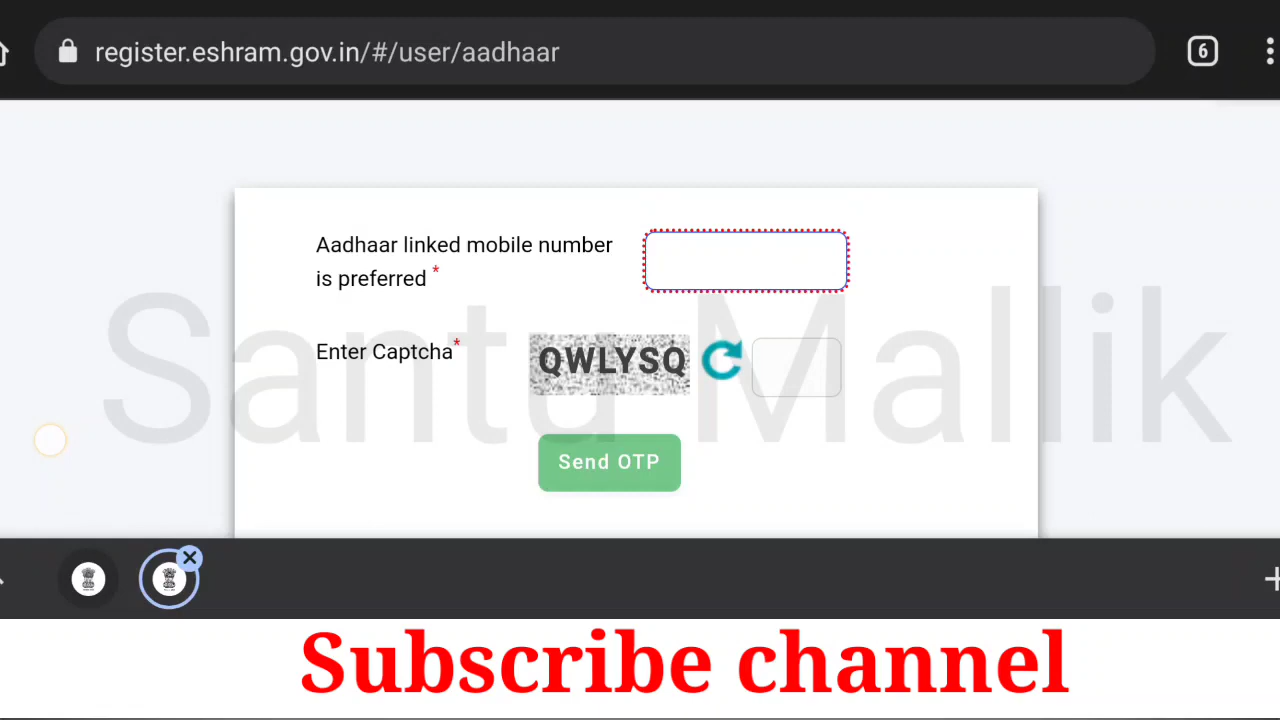 register.eshram.gov.in/#/user/aadhaar
6
Aadhaar linked mobile number
is preferred *
Enter Captcha*
QWLYSQ
Santu Mallik
Send OTP
Subscribe channel